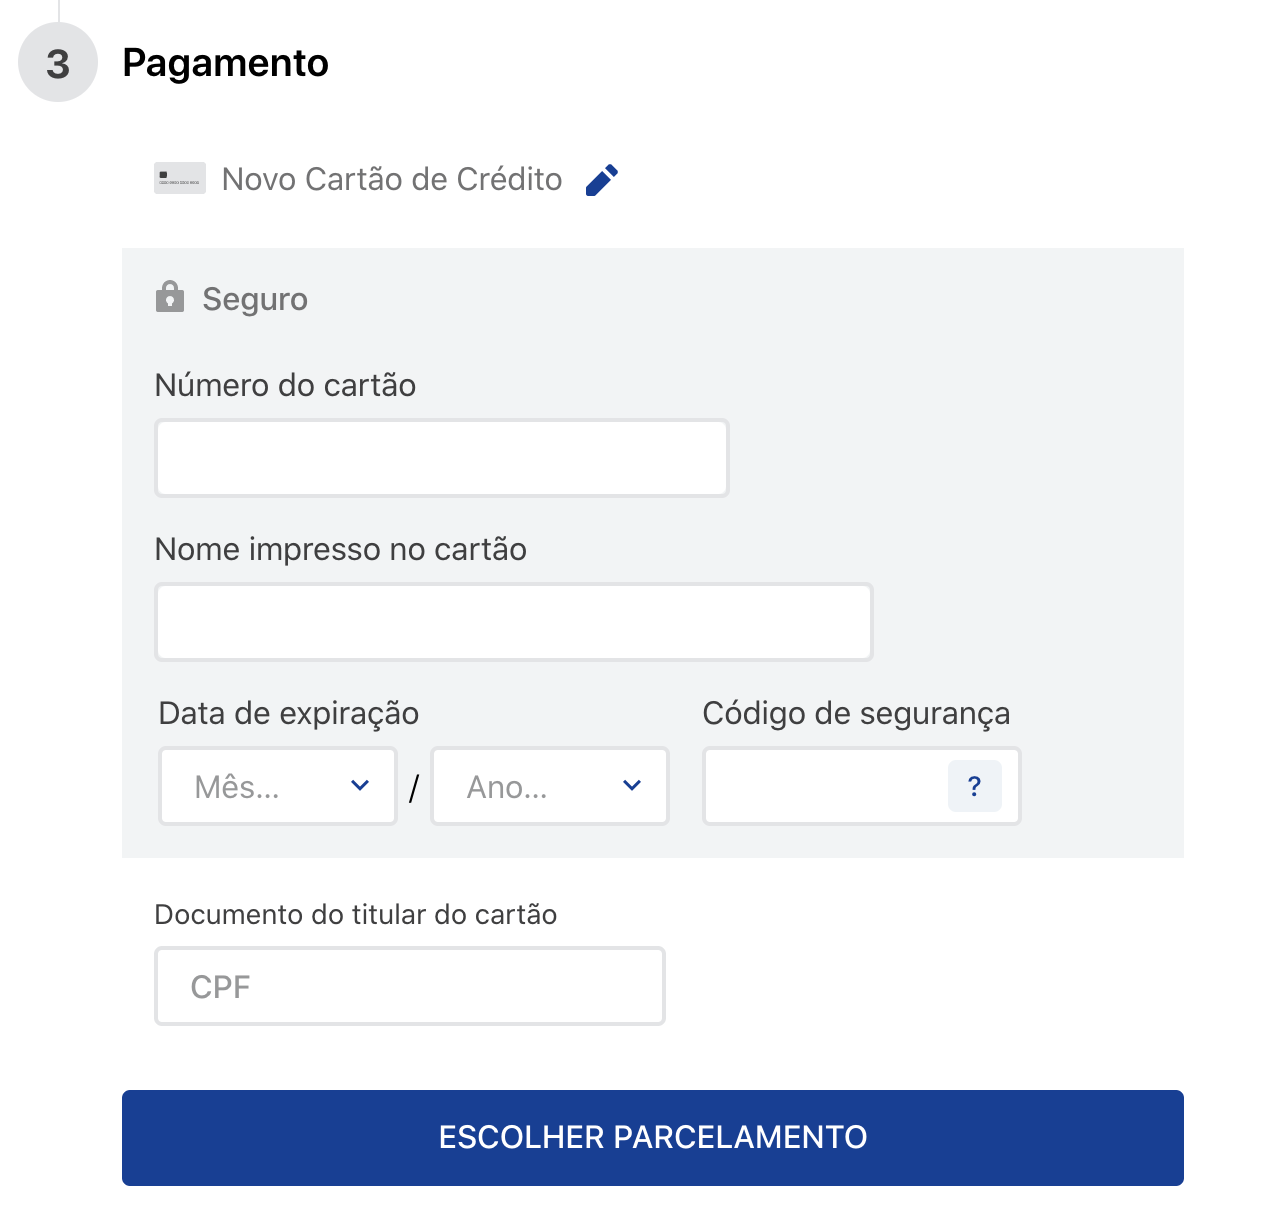 3 Pagamento
Novo Cartão de Crédito
Seguro
Número do cartão
Nome impresso no cartão
Data de expiração Código de segurança
Mês... / Ano... ?
Documento do titular do cartão
CPF
ESCOLHER PARCELAMENTO